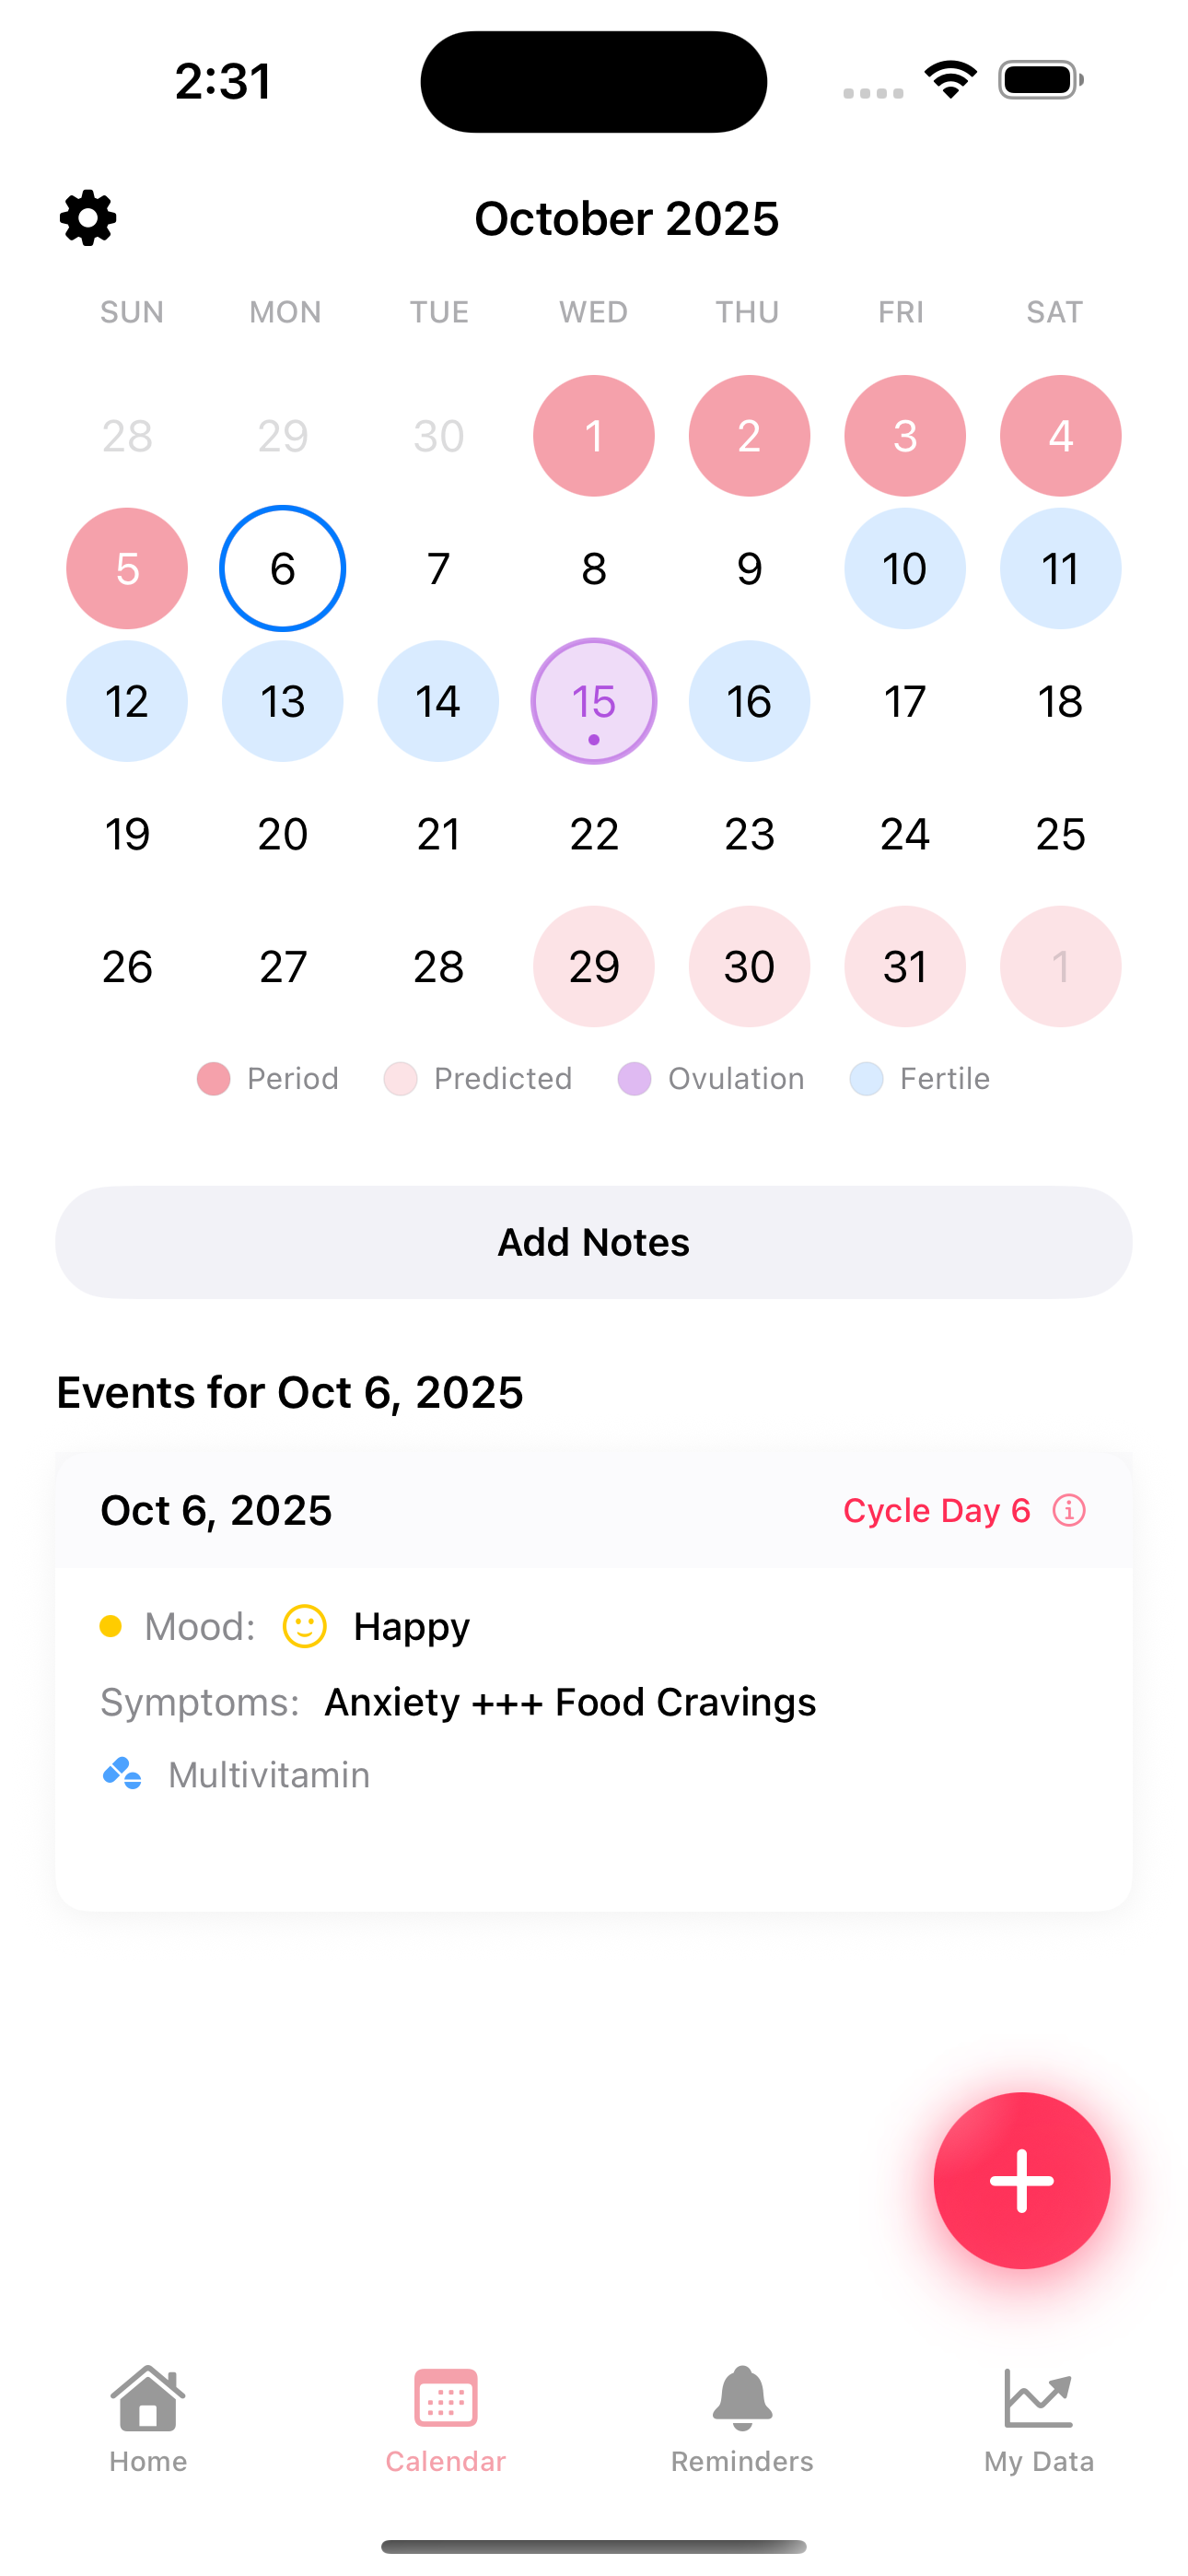 2:31
October 2025
SUN MON TUE WED THU FRI SAT
28 29 30 1 2 3 4
5 6 7 8 9 10 11
12 13 14 15 16 17 18
19 20 21 22 23 24 25
26 27 28 29 30 31 1
Period Predicted Ovulation Fertile
Add Notes
Events for Oct 6, 2025
Oct 6, 2025 Cycle Day 6
Mood: Happy
Symptoms: Anxiety +++ Food Cravings
Multivitamin
Home Calendar Reminders My Data